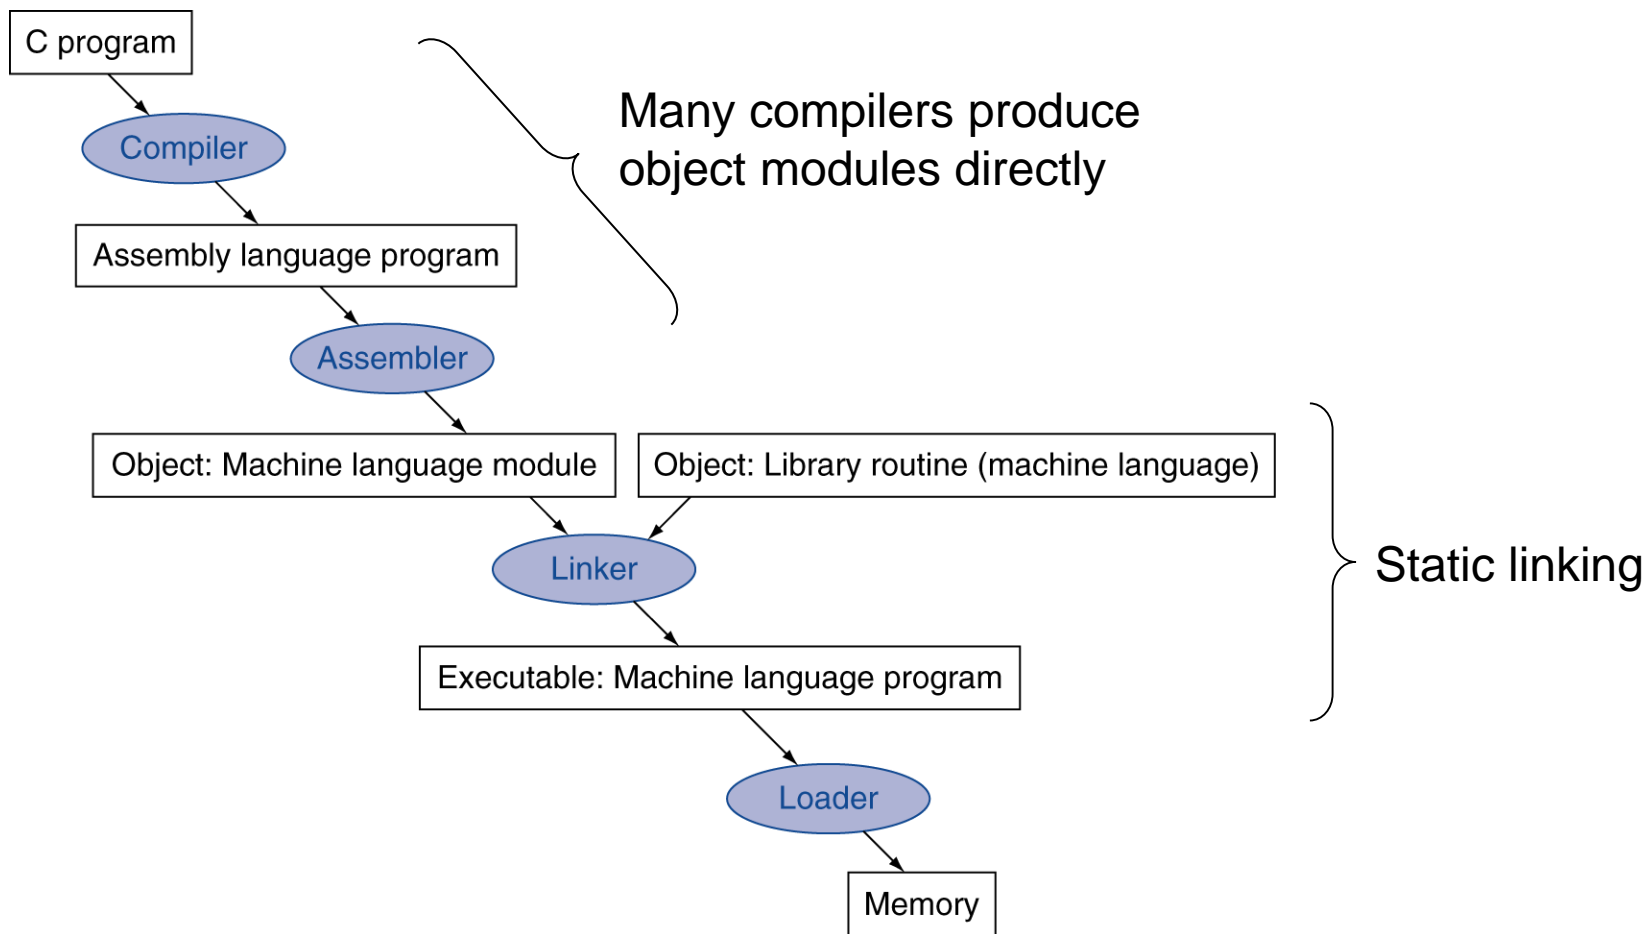 C program
Many compilers produce
object modules directly
Compiler
Assembly language program
Assembler
Object: Machine language module
Object: Library routine (machine language)
Linker
Static linking
Executable: Machine language program
Loader
Memory